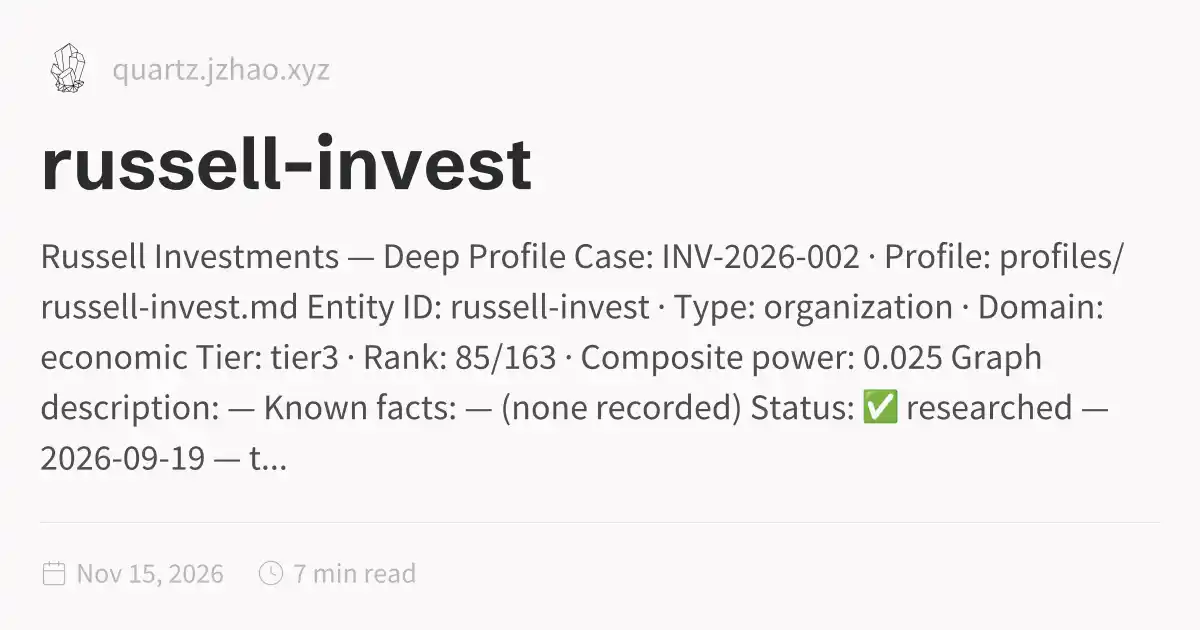 quartz.jzhao.xyz
russell-invest
Russell Investments — Deep Profile Case: INV-2026-002 · Profile: profiles/
russell-invest.md Entity ID: russell-invest · Type: organization · Domain:
economic Tier: tier3 · Rank: 85/163 · Composite power: 0.025 Graph
description: — Known facts: — (none recorded) Status: ✅ researched —
2026-09-19 — t...
Nov 15, 2026
7 min read